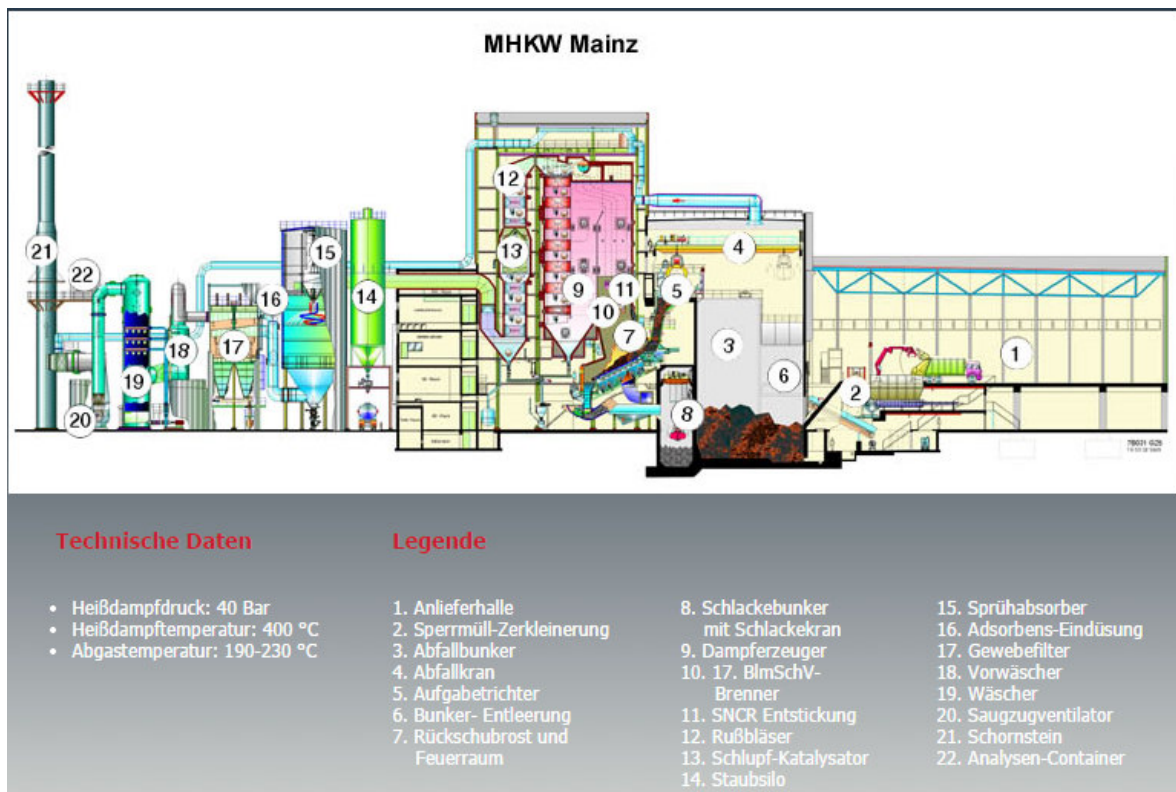 MHKW Mainz
12
13
4
15
11
5
21
22
9
16
14
10
7
3
1
17
18
6
2
19
8
20
Technische Daten
• Heißdampfdruck: 40 Bar
• Heißdampftemperatur: 400 °C
• Abgastemperatur: 190-230 °C
Legende
1. Anlieferhalle
2. Sperrmüll-Zerkleinerung
3. Abfallbunker
4. Abfallkran
5. Aufgabetrichter
6. Bunker- Entleerung
7. Rückschubrost und
Feuerraum
8. Schlackebunker
mit Schlackekran
9. Dampferzeuger
10. 17. BlmSchV-
Brenner
11. SNCR Entstickung
12. Rußbläser
13. Schlupf-Katalysator
14. Staubsilo
15. Sprühabsorber
16. Adsorbens-Eindüsung
17. Gewebefilter
18. Vorwäscher
19. Wäscher
20. Saugzugventilator
21. Schornstein
22. Analysen-Container